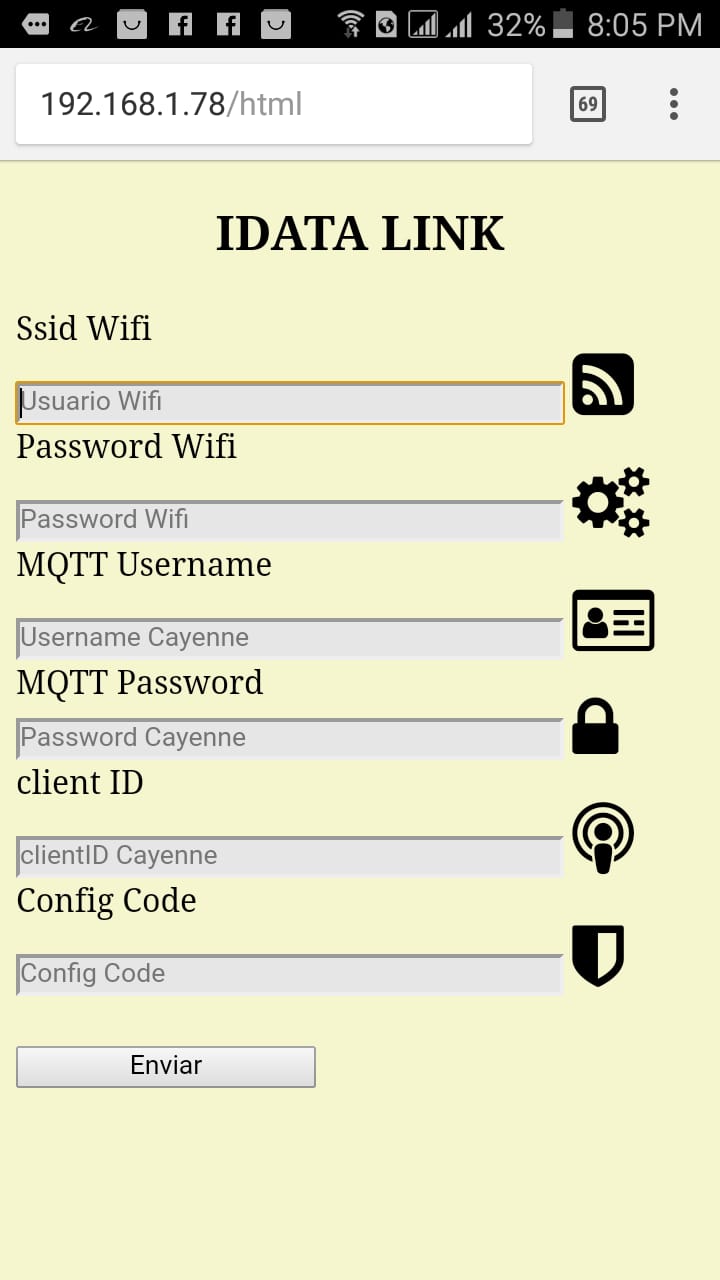 32% 8:05 PM
192.168.1.78/html
69
IDATA LINK
Ssid Wifi
Usuario Wifi
Password Wifi
Password Wifi
MQTT Username
Username Cayenne
MQTT Password
Password Cayenne
client ID
clientID Cayenne
Config Code
Config Code
Enviar